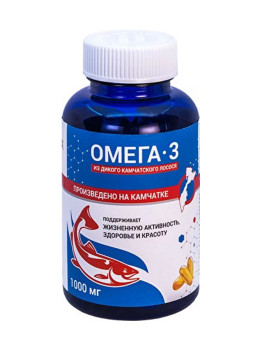 ОМЕГА·3
ИЗ ДИКОГО КАМЧАТСКОГО ЛОСОСЯ
ПРОИЗВЕДЕНО НА КАМЧАТКЕ
ПОДДЕРЖИВАЕТ
ЖИЗНЕННУЮ АКТИВНОСТЬ,
ЗДОРОВЬЕ И КРАСОТУ
1000 МГ